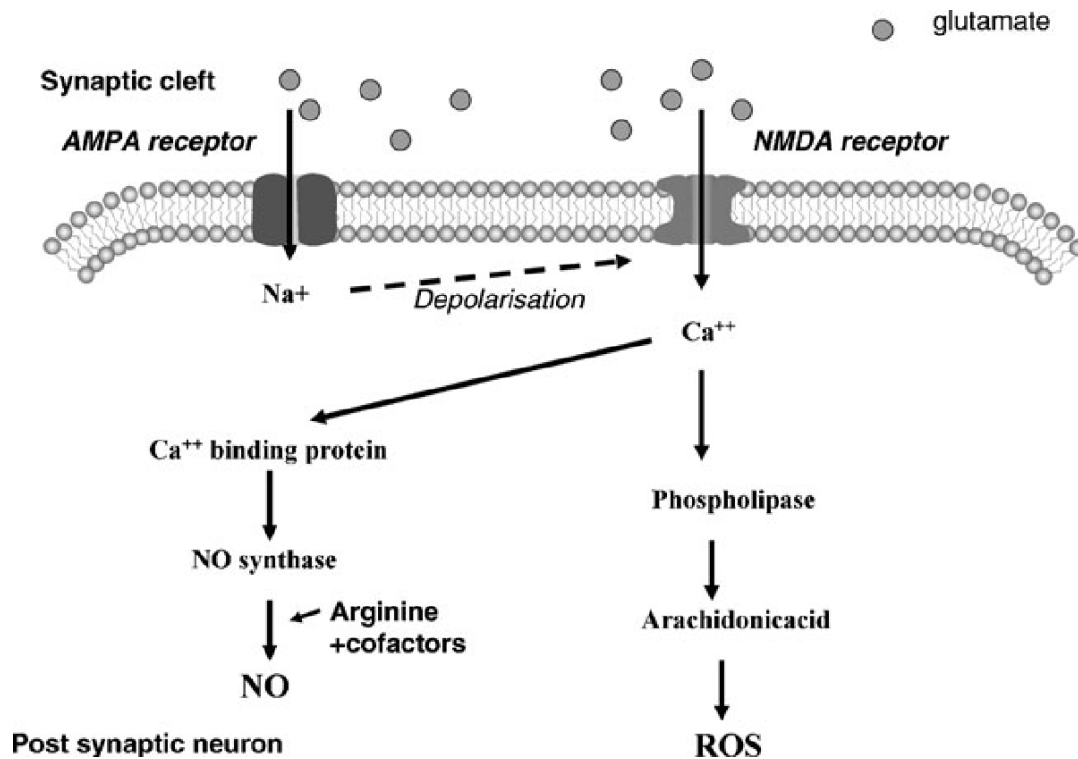 glutamate
Synaptic cleft
AMPA receptor
NMDA receptor
Na+
Depolarisation
Ca⁺⁺
Ca⁺⁺ binding protein
Phospholipase
NO synthase
Arginine
+cofactors
Arachidonicacid
NO
Post synaptic neuron
ROS